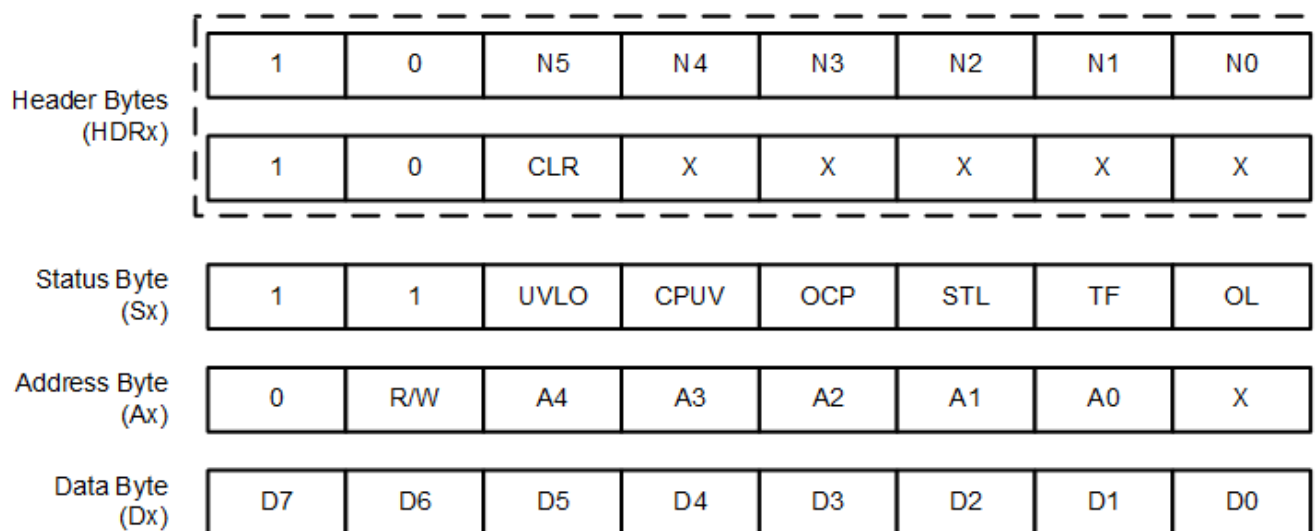 1 0 N5 N4 N3 N2 N1 N0
Header Bytes
(HDRx)
1 0 CLR X X X X X
Status Byte
(Sx)
1 1 UVLO CPUV OCP STL TF OL
Address Byte
(Ax)
0 R/W A4 A3 A2 A1 A0 X
Data Byte
(Dx)
D7 D6 D5 D4 D3 D2 D1 D0